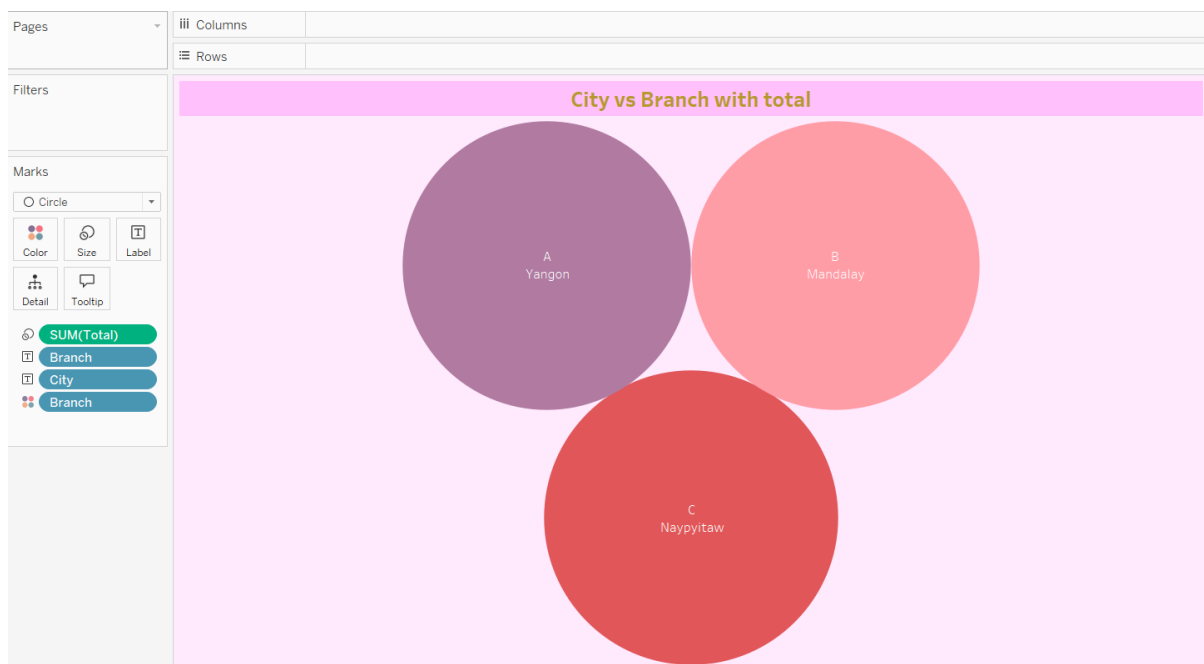 Pages
Columns
Rows
Filters
City vs Branch with total
Marks
Circle
Color
Size
Label
Detail
Tooltip
SUM(Total)
Branch
City
Branch
A
Yangon
B
Mandalay
C
Naypyitaw